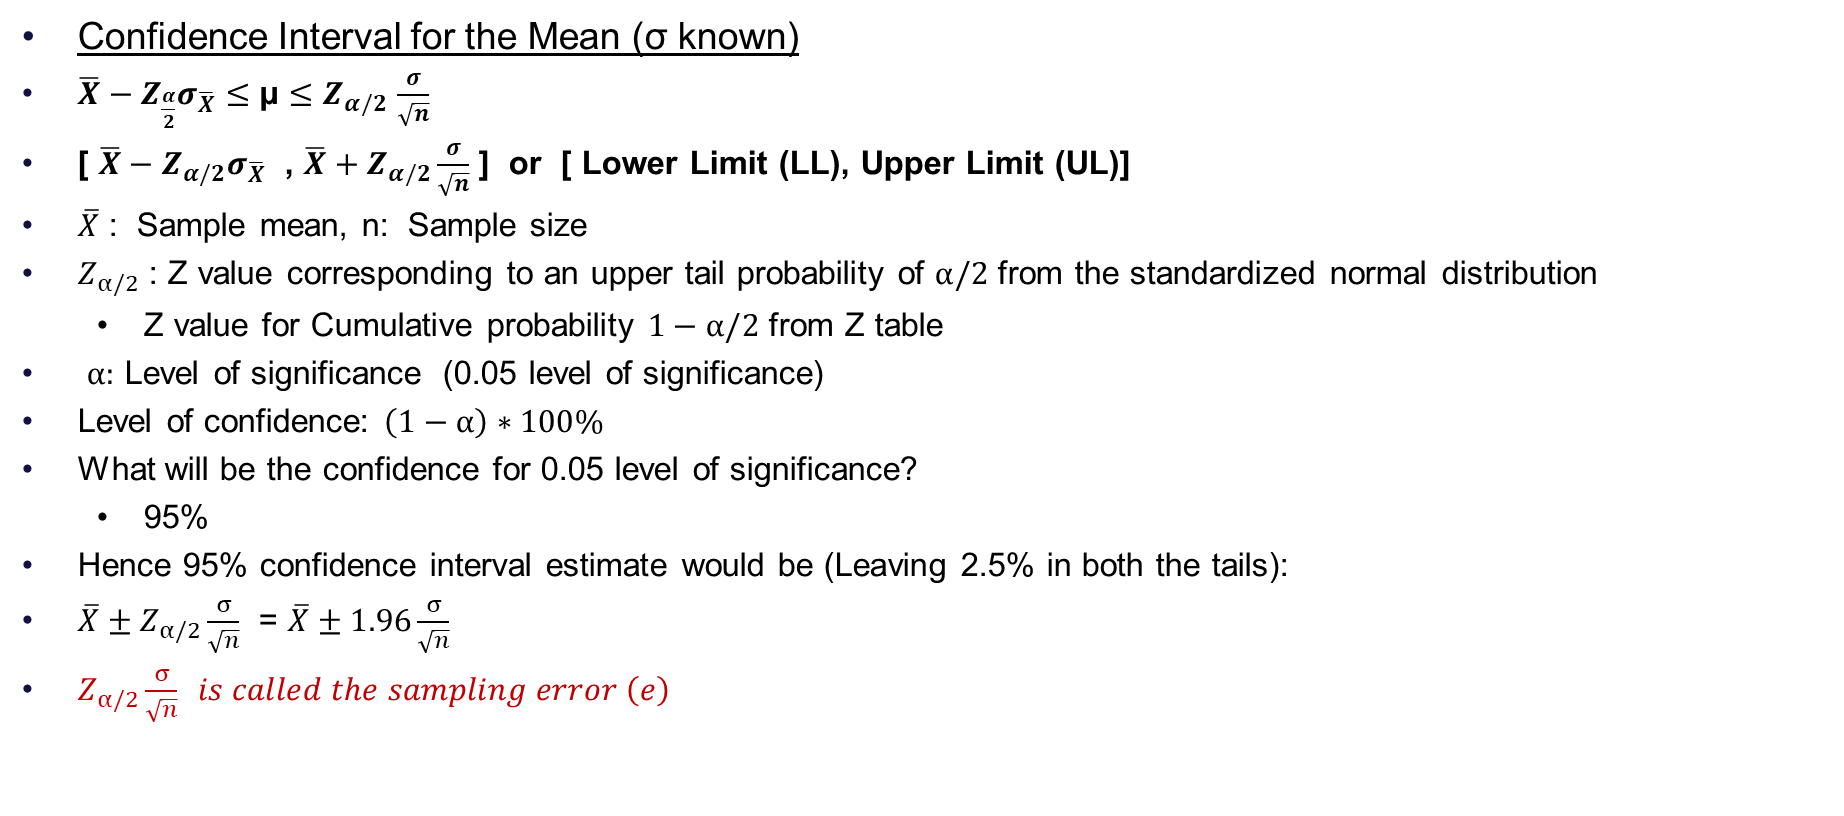 • Confidence Interval for the Mean (σ known)
• X̄ − Z_{α/2}σ_X̄ ≤ μ ≤ Z_{α/2} σ/√n
• [ X̄ − Z_{α/2}σ_X̄ , X̄ + Z_{α/2} σ/√n ] or [ Lower Limit (LL), Upper Limit (UL)]
• X̄ : Sample mean, n: Sample size
• Z_{α/2} : Z value corresponding to an upper tail probability of α/2 from the standardized normal distribution
• Z value for Cumulative probability 1 − α/2 from Z table
• α: Level of significance (0.05 level of significance)
• Level of confidence: (1 − α) ∗ 100%
• What will be the confidence for 0.05 level of significance?
• 95%
• Hence 95% confidence interval estimate would be (Leaving 2.5% in both the tails):
• X̄ ± Z_{α/2} σ/√n = X̄ ± 1.96 σ/√n
• Z_{α/2} σ/√n is called the sampling error (e)